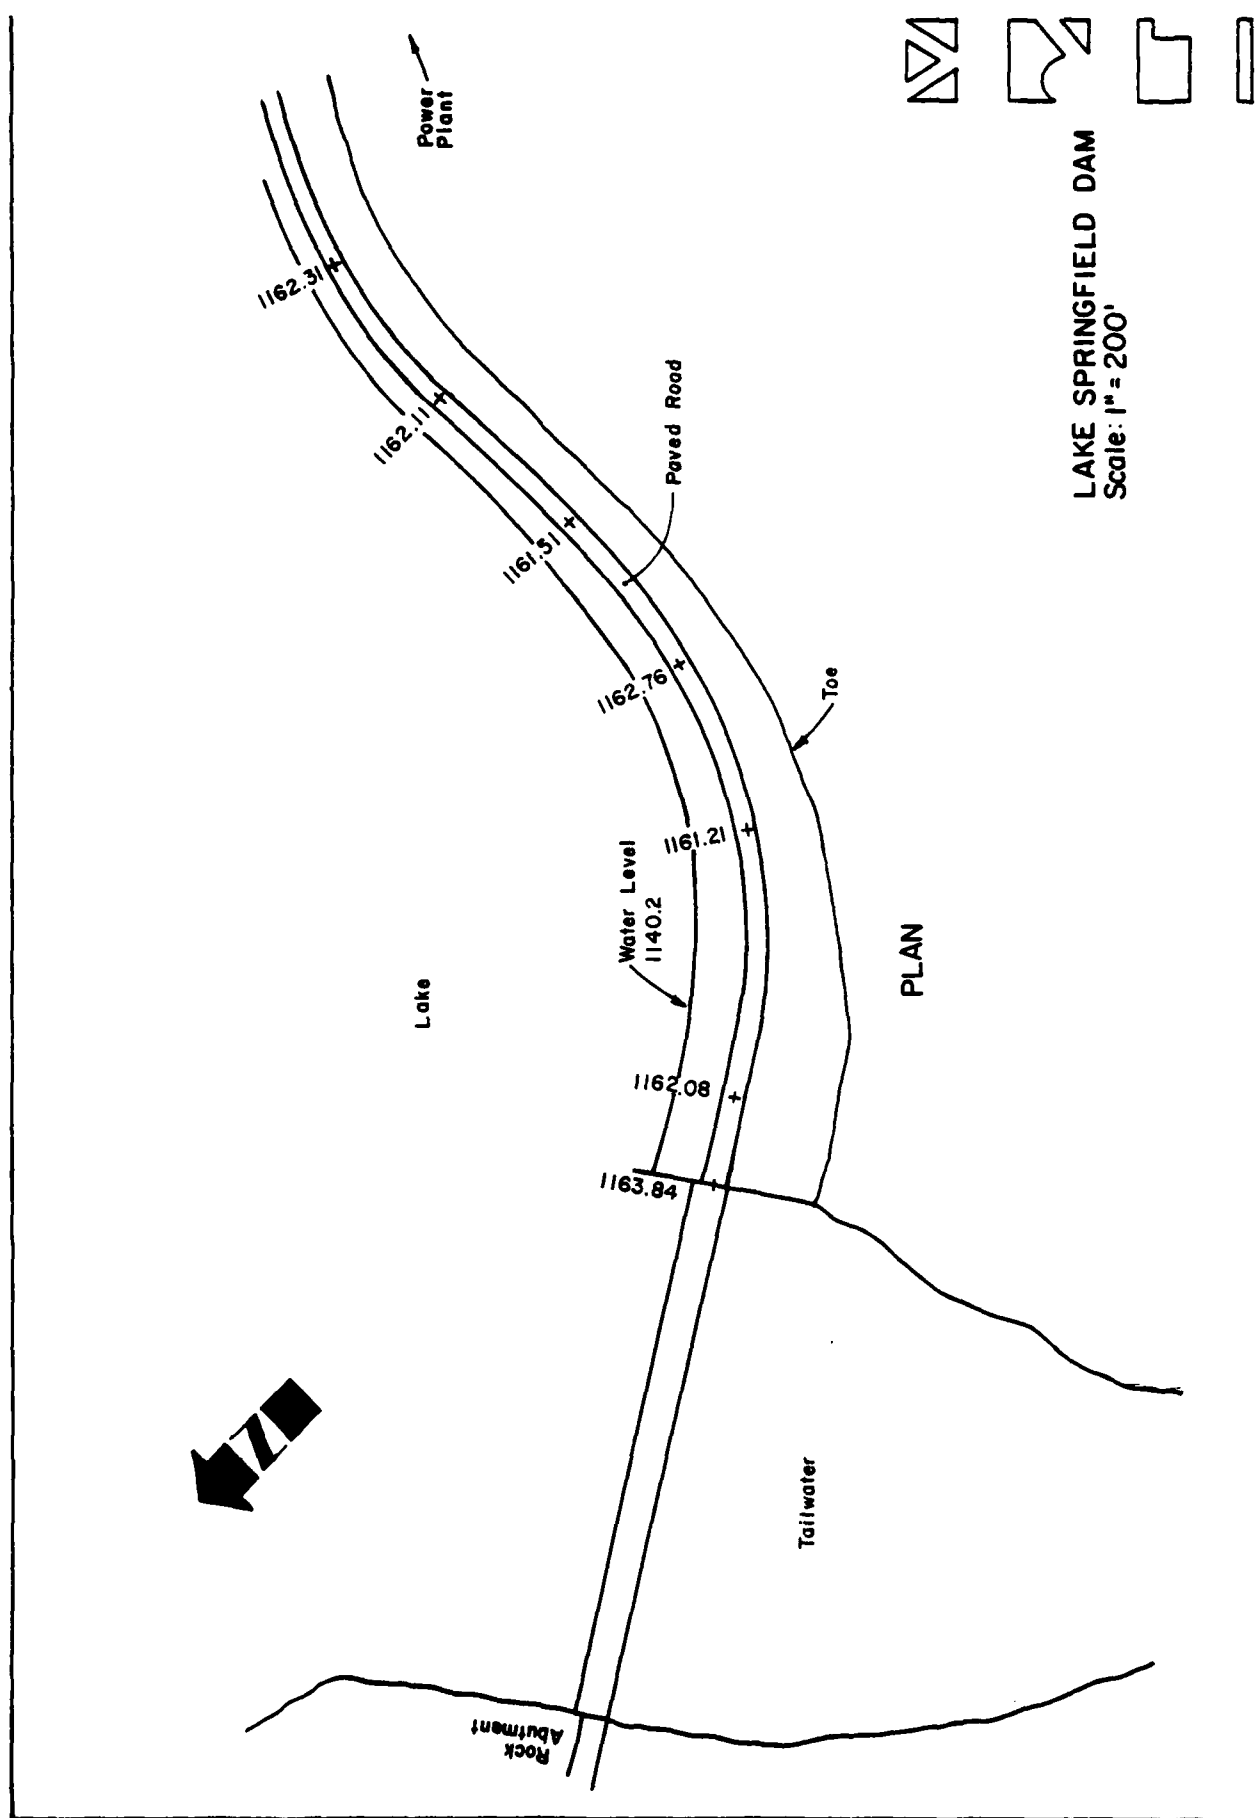 Rock
Abutment
Tailwater
Lake
1163.84
1162.08
Water Level
1140.2
1161.21
1162.76
1161.51
1162.11
1162.31
Toe
Paved Road
Power
Plant
PLAN
LAKE SPRINGFIELD DAM
Scale: 1" = 200'
N